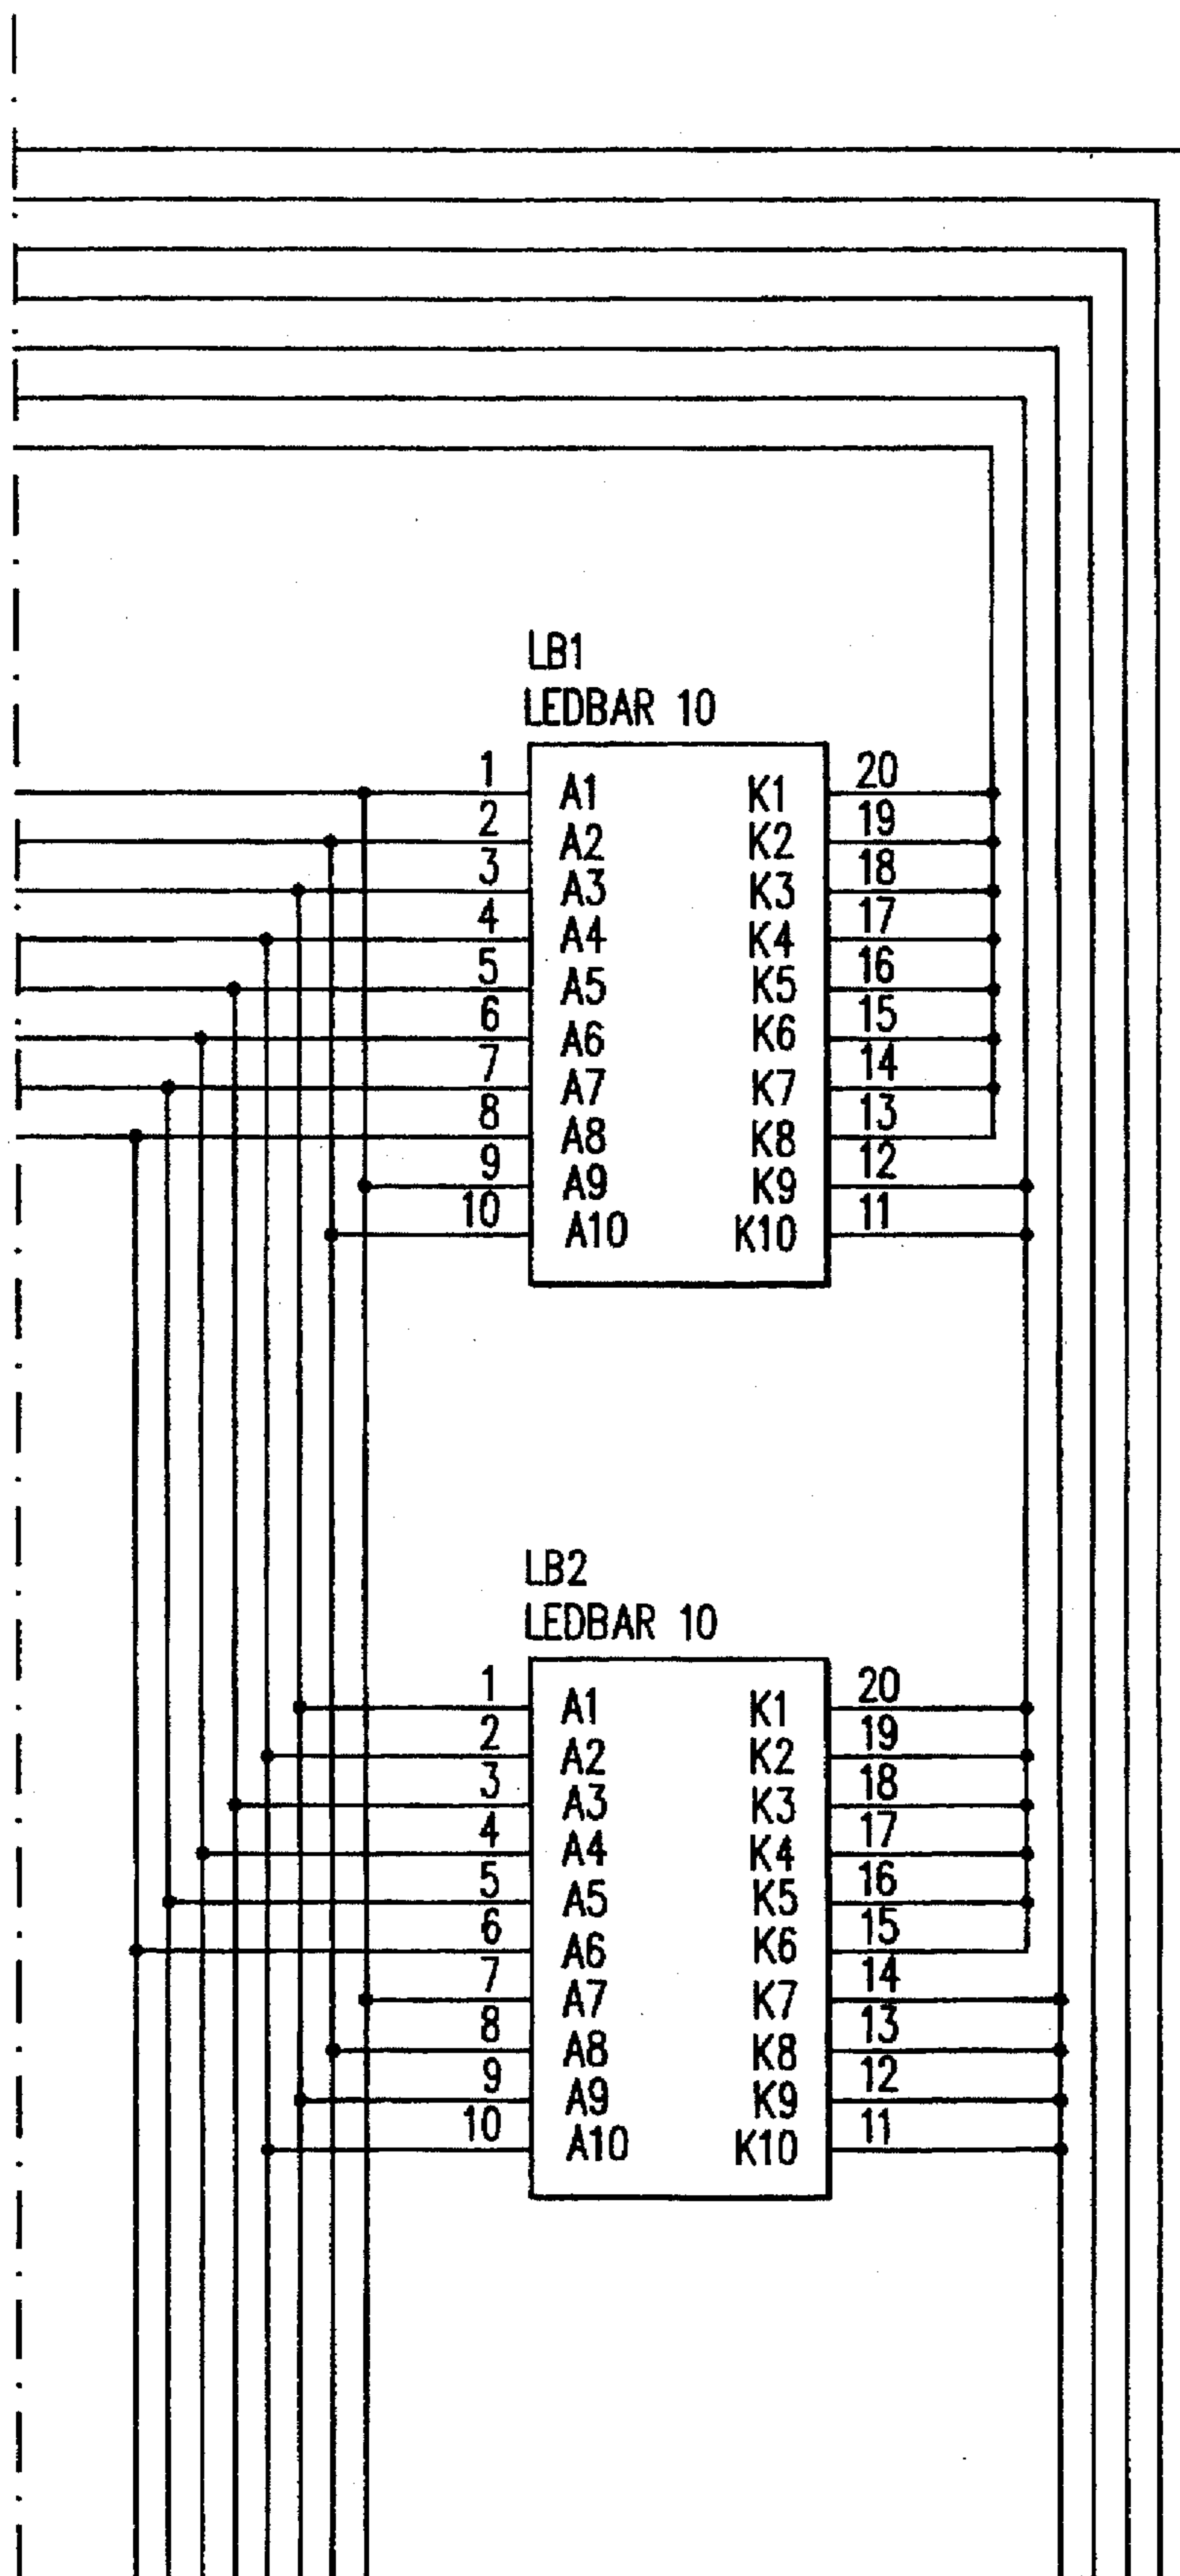 LB1
LEDBAR 10
1 A1 K1 20
2 A2 K2 19
3 A3 K3 18
4 A4 K4 17
5 A5 K5 16
6 A6 K6 15
7 A7 K7 14
8 A8 K8 13
9 A9 K9 12
10 A10 K10 11
LB2
LEDBAR 10
1 A1 K1 20
2 A2 K2 19
3 A3 K3 18
4 A4 K4 17
5 A5 K5 16
6 A6 K6 15
7 A7 K7 14
8 A8 K8 13
9 A9 K9 12
10 A10 K10 11